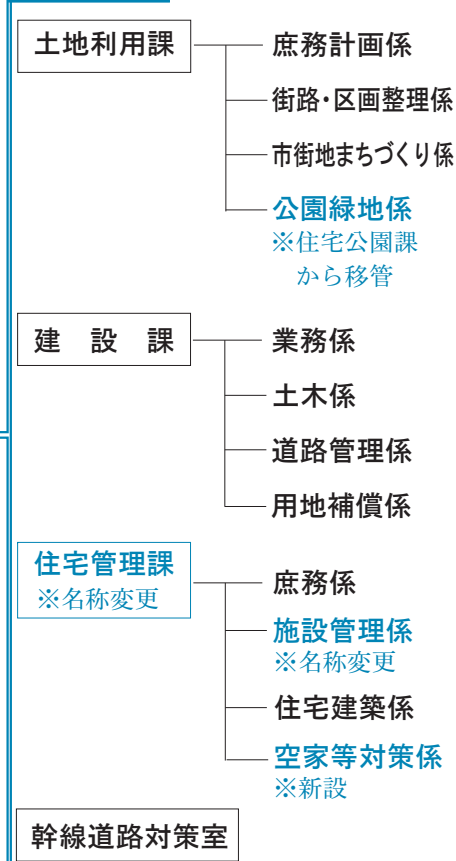 土地利用課
庶務計画係
街路・区画整理係
市街地まちづくり係
公園緑地係
※住宅公園課
から移管
建設課
業務係
土木係
道路管理係
用地補償係
住宅管理課
※名称変更
庶務係
施設管理係
※名称変更
住宅建築係
空家等対策係
※新設
幹線道路対策室